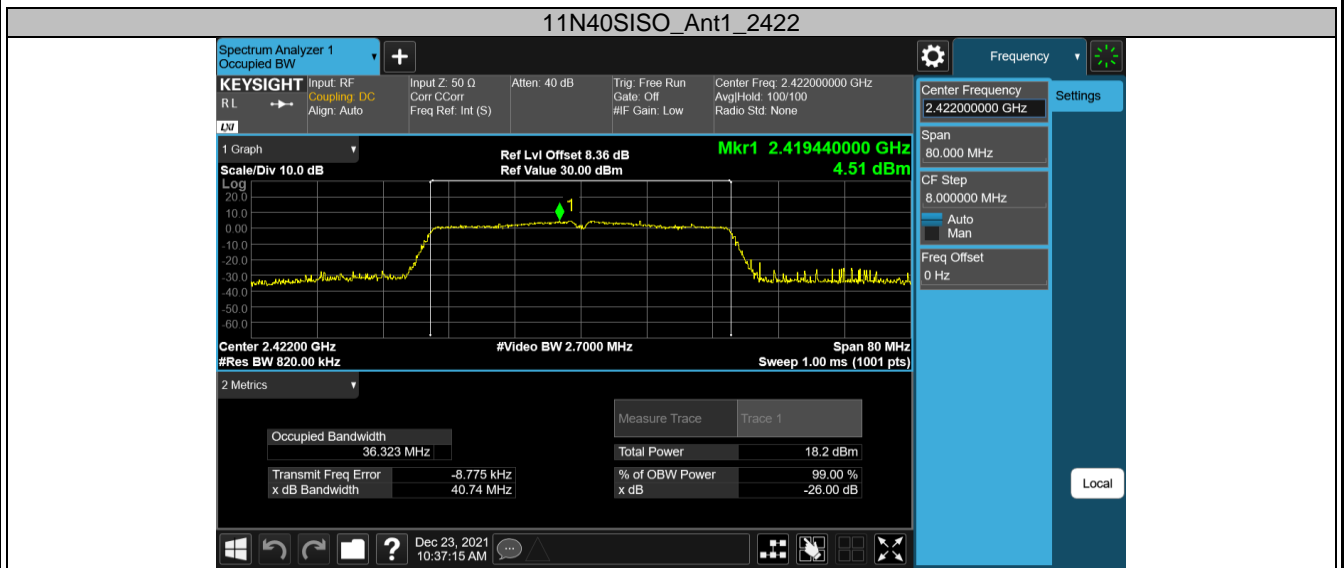 11N40SISO_Ant1_2422
Spectrum Analyzer 1
Occupied BW
+
Frequency
KEYSIGHT
R L
LXI
Input: RF
Coupling: DC
Align: Auto
Input Z: 50 Ω
Corr CCorr
Freq Ref: Int (S)
Atten: 40 dB
Trig: Free Run
Gate: Off
#IF Gain: Low
Center Freq: 2.422000000 GHz
Avg|Hold: 100/100
Radio Std: None
Center Frequency
2.422000000 GHz
Settings
Span
80.000 MHz
CF Step
8.000000 MHz
Auto
Man
Freq Offset
0 Hz
Local
1 Graph
Scale/Div 10.0 dB
Ref Lvl Offset 8.36 dB
Ref Value 30.00 dBm
Mkr1 2.419440000 GHz
4.51 dBm
Log
20.0
10.0
0.00
-10.0
-20.0
-30.0
-40.0
-50.0
-60.0
1
Center 2.42200 GHz
#Video BW 2.7000 MHz
Span 80 MHz
#Res BW 820.00 kHz
Sweep 1.00 ms (1001 pts)
2 Metrics
Measure Trace Trace 1
Occupied Bandwidth
36.323 MHz
Total Power 18.2 dBm
Transmit Freq Error -8.775 kHz
% of OBW Power 99.00 %
x dB Bandwidth 40.74 MHz
x dB -26.00 dB
?
Dec 23, 2021
10:37:15 AM